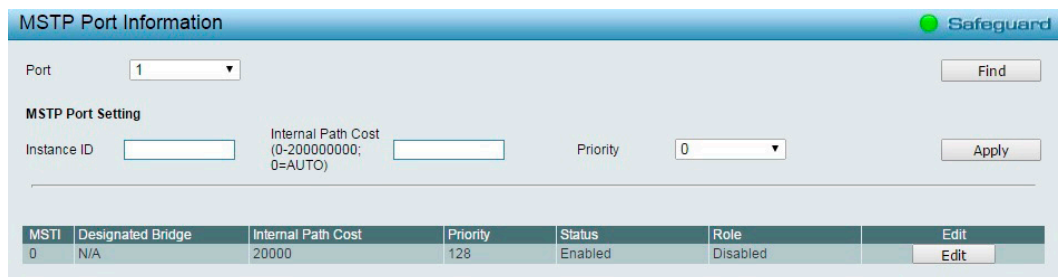 MSTP Port Information
Safeguard
Port 1 Find
MSTP Port Setting
Instance ID Internal Path Cost (0-200000000; 0=AUTO) Priority 0 Apply
MSTI Designated Bridge Internal Path Cost Priority Status Role Edit
0 N/A 20000 128 Enabled Disabled Edit